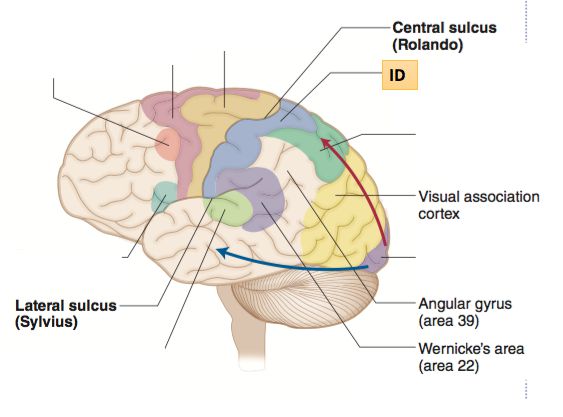 Central sulcus
(Rolando)
ID
Visual association
cortex
Lateral sulcus
(Sylvius)
Angular gyrus
(area 39)
Wernicke's area
(area 22)